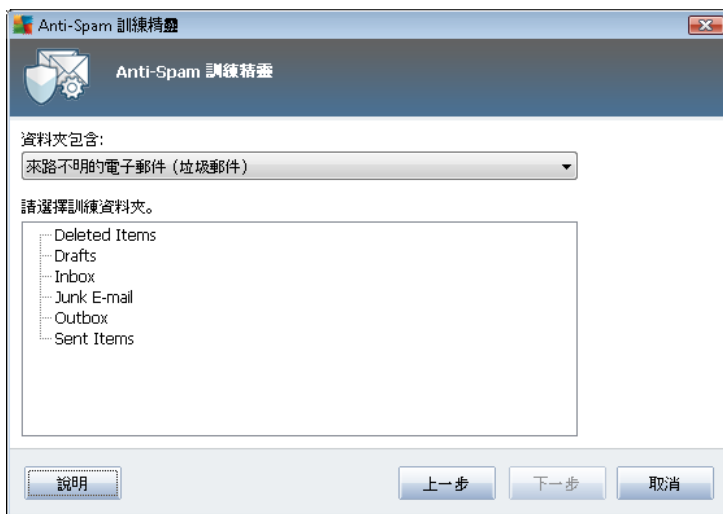 Anti-Spam 訓練精靈
Anti-Spam 訓練精靈
資料夾包含:
來路不明的電子郵件 (垃圾郵件)
請選擇訓練資料夾。
Deleted Items
Drafts
Inbox
Junk E-mail
Outbox
Sent Items
說明
上一步
下一步
取消